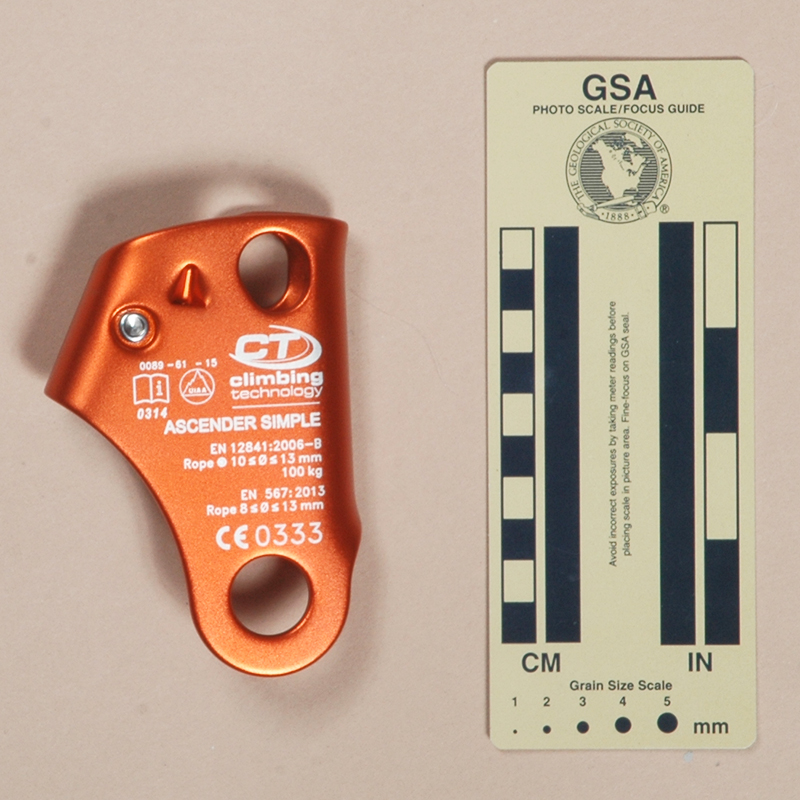 CT
climbing
technology
0089 - 61 - 15
UIAA
0314
ASCENDER SIMPLE
EN 12841:2006-B
Rope ● 10≤Ø≤13 mm
100 kg
EN 567:2013
Rope 8≤Ø≤13 mm
CE 0333
GSA
PHOTO SCALE/FOCUS GUIDE
THE GEOLOGICAL SOCIETY OF AMERICA
·1888·
®
Avoid incorrect exposures by taking meter readings before
placing scale in picture area. Fine-focus on GSA seal.
CM
IN
Grain Size Scale
1 2 3 4 5
mm